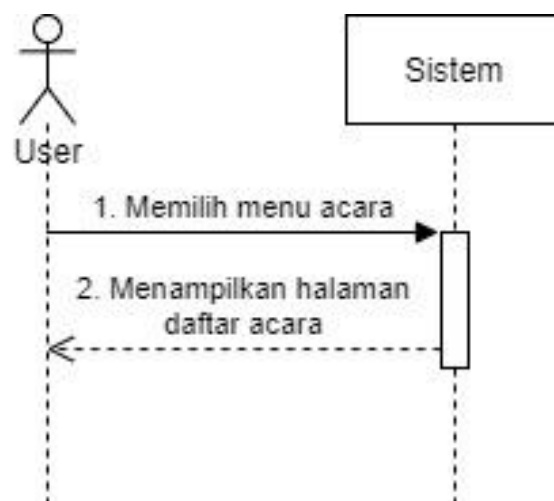 Sistem
User
1. Memilih menu acara
2. Menampilkan halaman
daftar acara